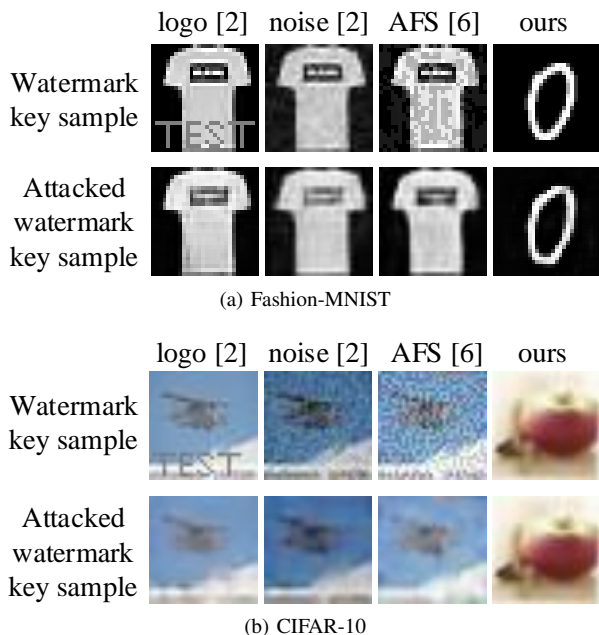 logo [2] noise [2] AFS [6] ours
Watermark
key sample
TEST
Attacked
watermark
key sample
(a) Fashion-MNIST
logo [2] noise [2] AFS [6] ours
Watermark
key sample
TEST
Attacked
watermark
key sample
(b) CIFAR-10